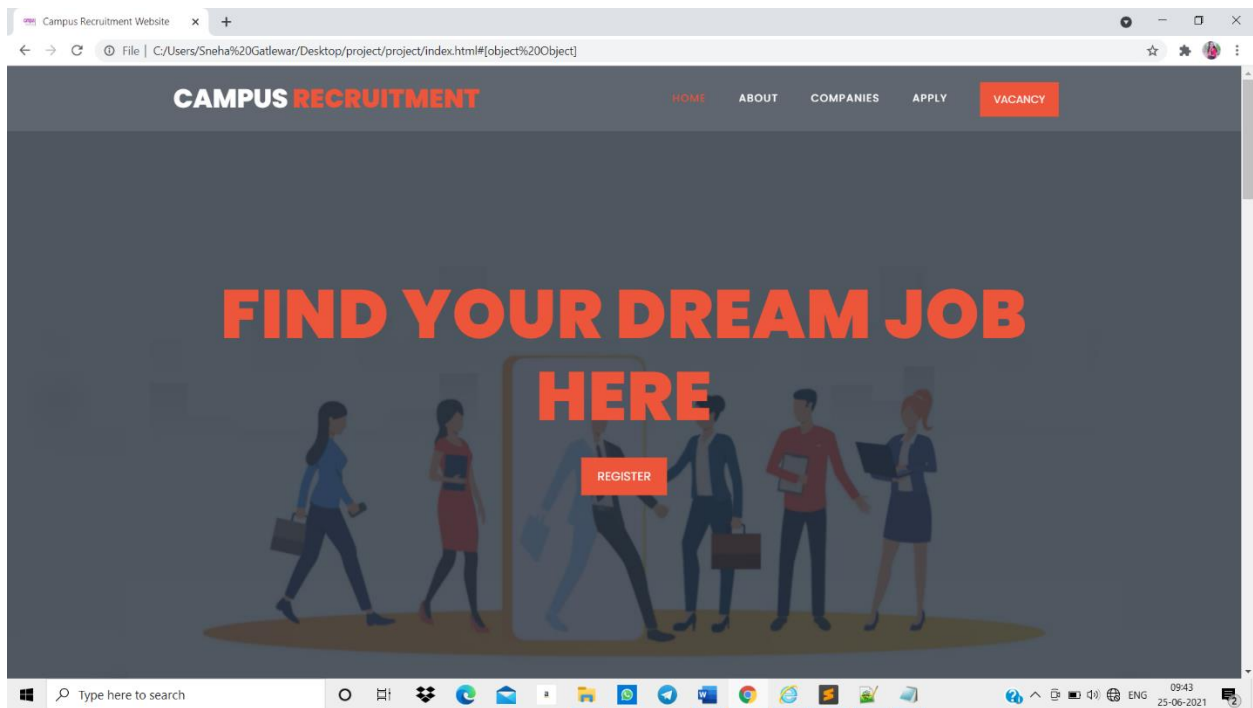 Campus Recruitment Website
File | C:/Users/Sneha%20Gatlewar/Desktop/project/project/index.html#[object%20Object]
CAMPUS RECRUITMENT HOME ABOUT COMPANIES APPLY VACANCY
FIND YOUR DREAM JOB
HERE
REGISTER
Type here to search
ENG
09:43
25-06-2021
2